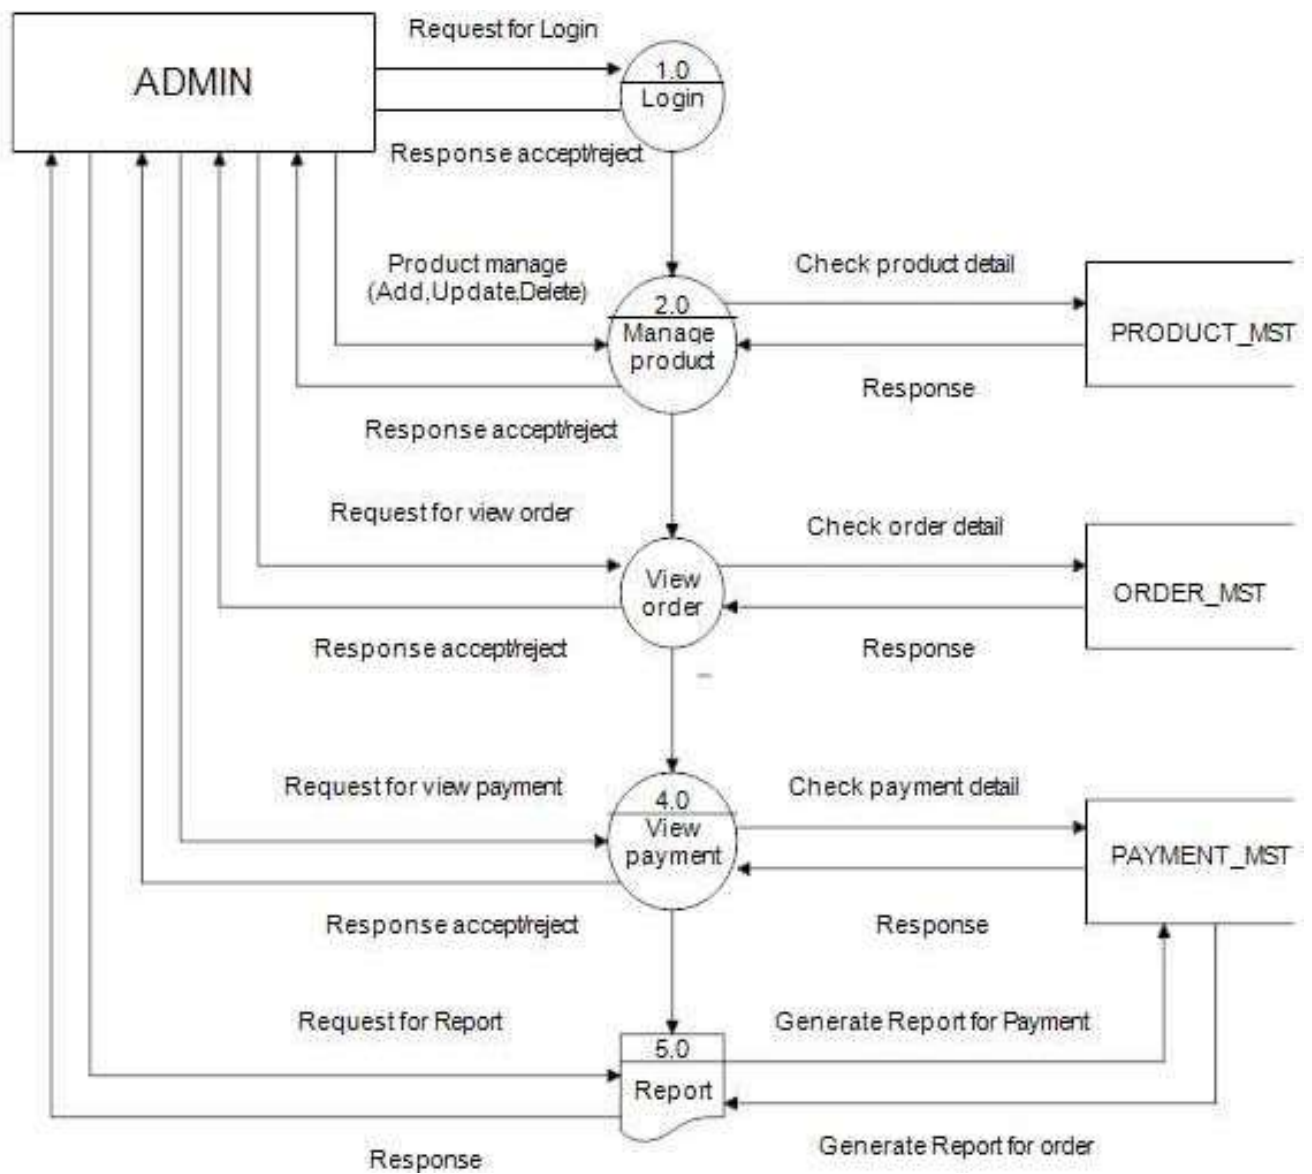 Request for Login
ADMIN
1.0
Login
Response accept/reject
Product manage
(Add,Update,Delete)
Check product detail
2.0
Manage
product
PRODUCT_MST
Response
Response accept/reject
Request for view order
Check order detail
View
order
ORDER_MST
Response accept/reject
Response
Request for view payment
Check payment detail
4.0
View
payment
PAYMENT_MST
Response accept/reject
Response
Request for Report
Generate Report for Payment
5.0
Report
Generate Report for order
Response